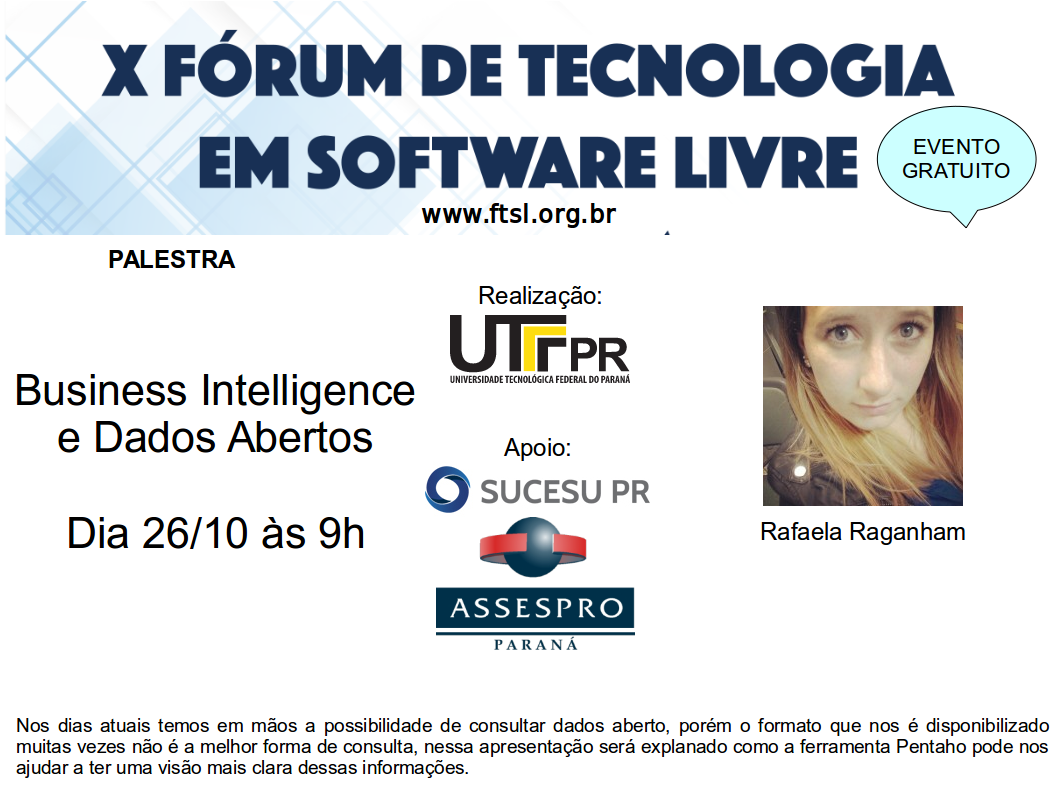 X FÓRUM DE TECNOLOGIA
EM SOFTWARE LIVRE
EVENTO
GRATUITO
www.ftsl.org.br
PALESTRA
Business Intelligence
e Dados Abertos
Dia 26/10 às 9h
Realização:
UTFPR
UNIVERSIDADE TECNOLÓGICA FEDERAL DO PARANÁ
Apoio:
SUCESU PR
ASSESPRO
PARANÁ
Rafaela Raganham
Nos dias atuais temos em mãos a possibilidade de consultar dados aberto, porém o formato que nos é disponibilizado
muitas vezes não é a melhor forma de consulta, nessa apresentação será explanado como a ferramenta Pentaho pode nos
ajudar a ter uma visão mais clara dessas informações.